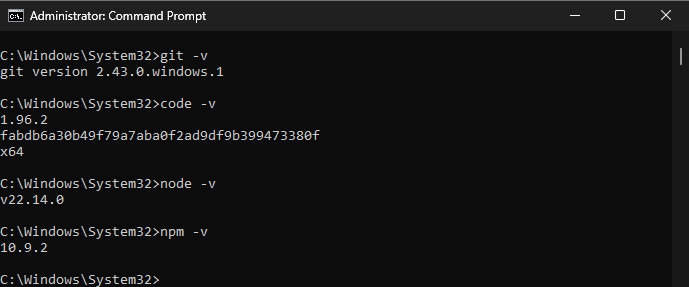 Administrator: Command Prompt
C:\Windows\System32>git -v
git version 2.43.0.windows.1
C:\Windows\System32>code -v
1.96.2
fabdb6a30b49f79a7aba0f2ad9df9b399473380f
x64
C:\Windows\System32>node -v
v22.14.0
C:\Windows\System32>npm -v
10.9.2
C:\Windows\System32>